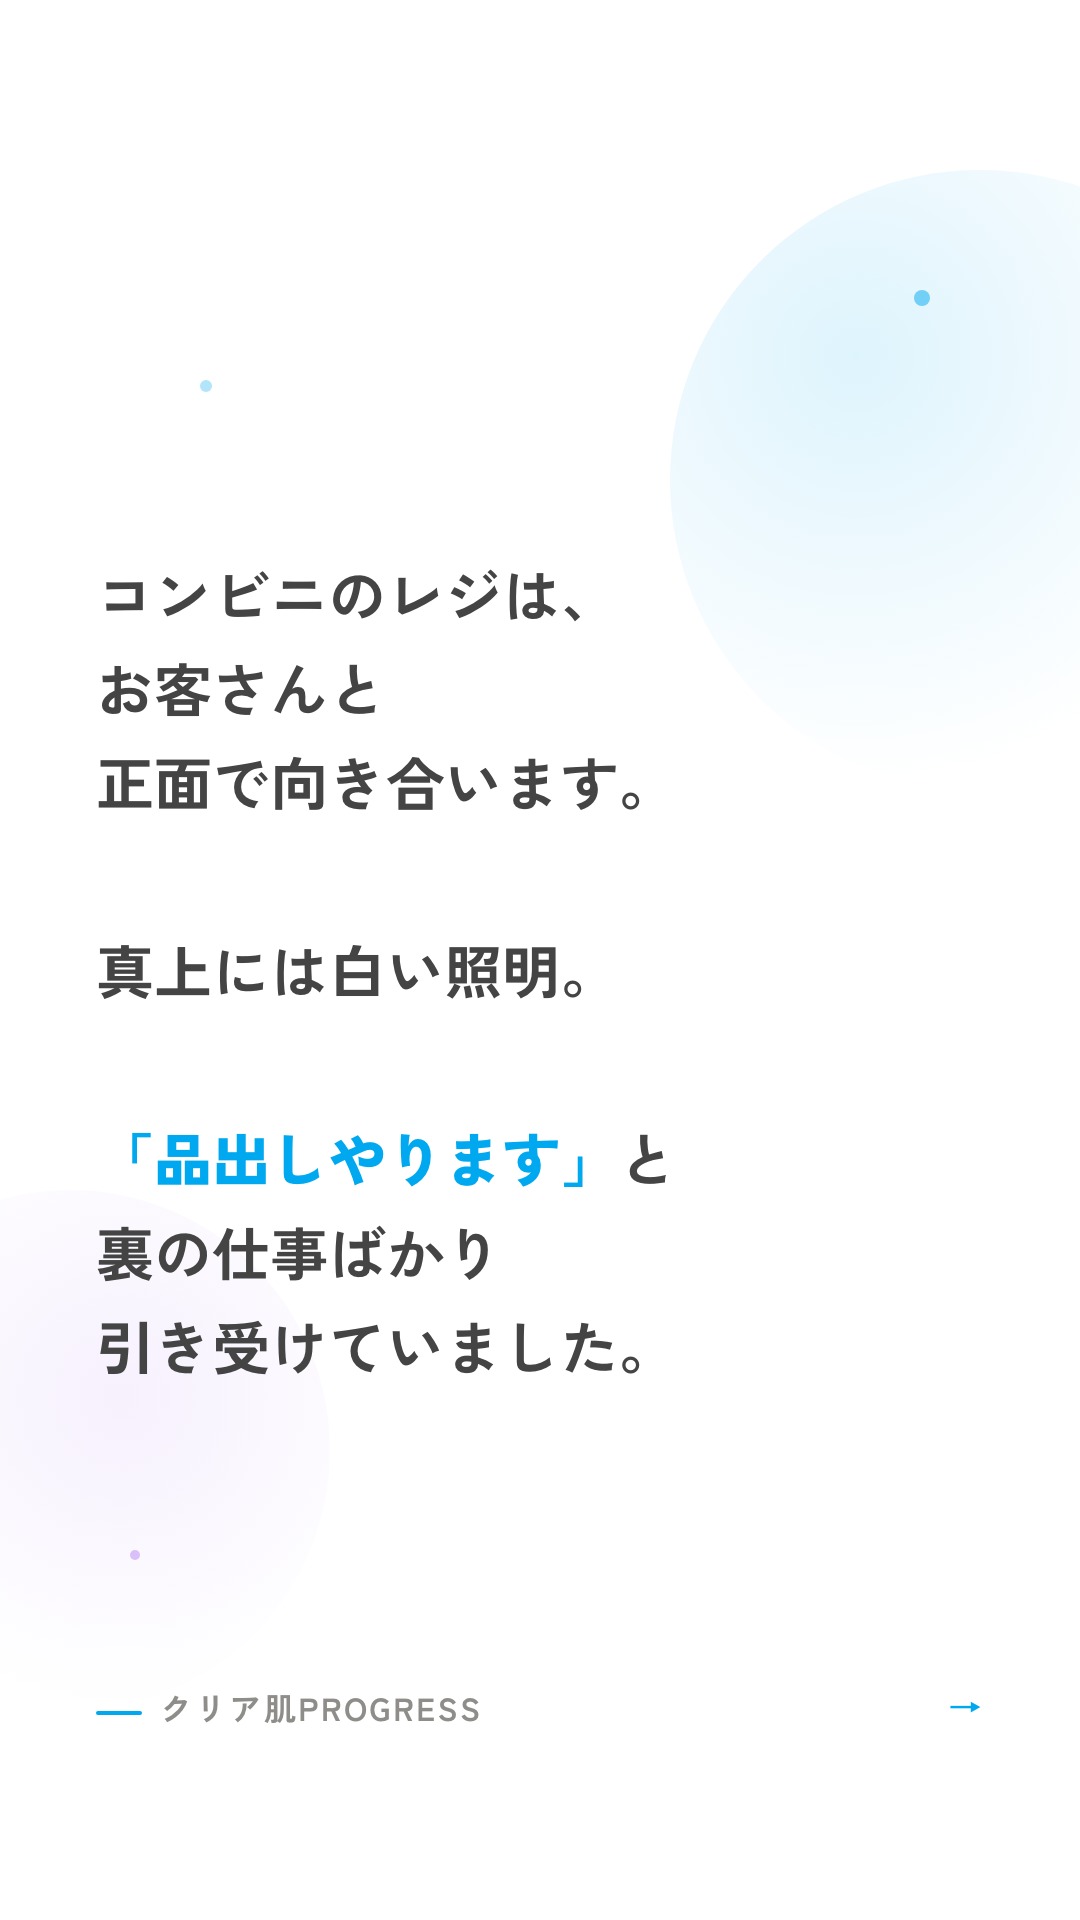 コンビニのレジは、
お客さんと
正面で向き合います。
真上には白い照明。
「品出しやります」と
裏の仕事ばかり
引き受けていました。
クリア肌PROGRESS
→